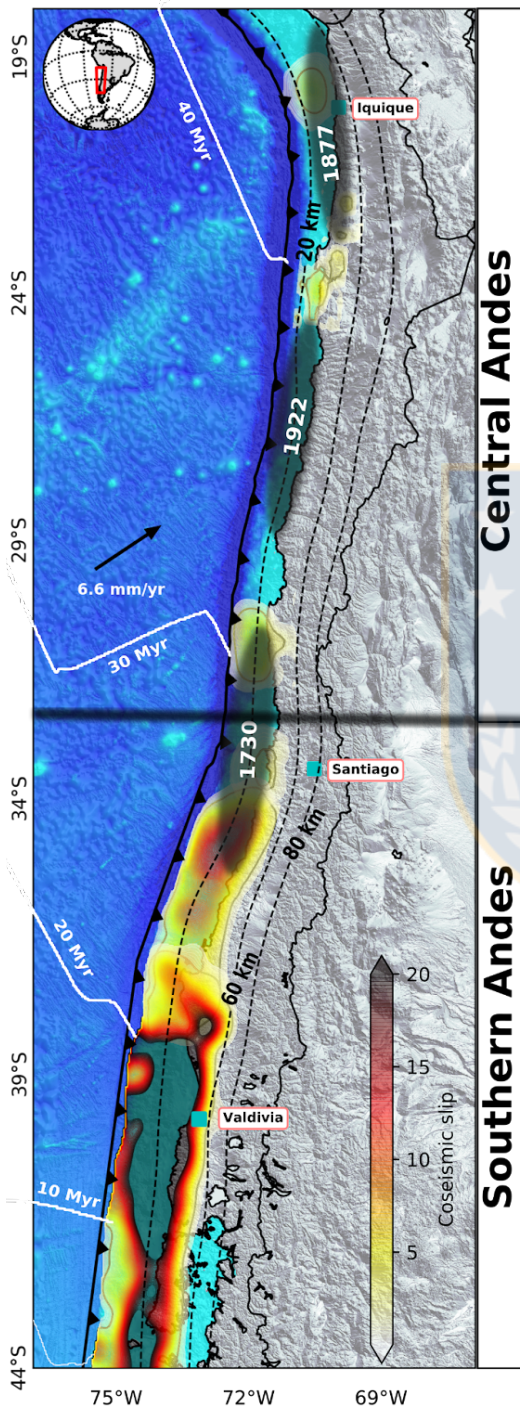 19°S
40 Myr
Iquique
1877
20 km
24°S
Central Andes
1922
29°S
6.6 mm/yr
30 Myr
1730
Santiago
34°S
80 km
20 Myr
60 km
Southern Andes
20
15
10
5
Coseismic slip
39°S
Valdivia
10 Myr
44°S
75°W
72°W
69°W